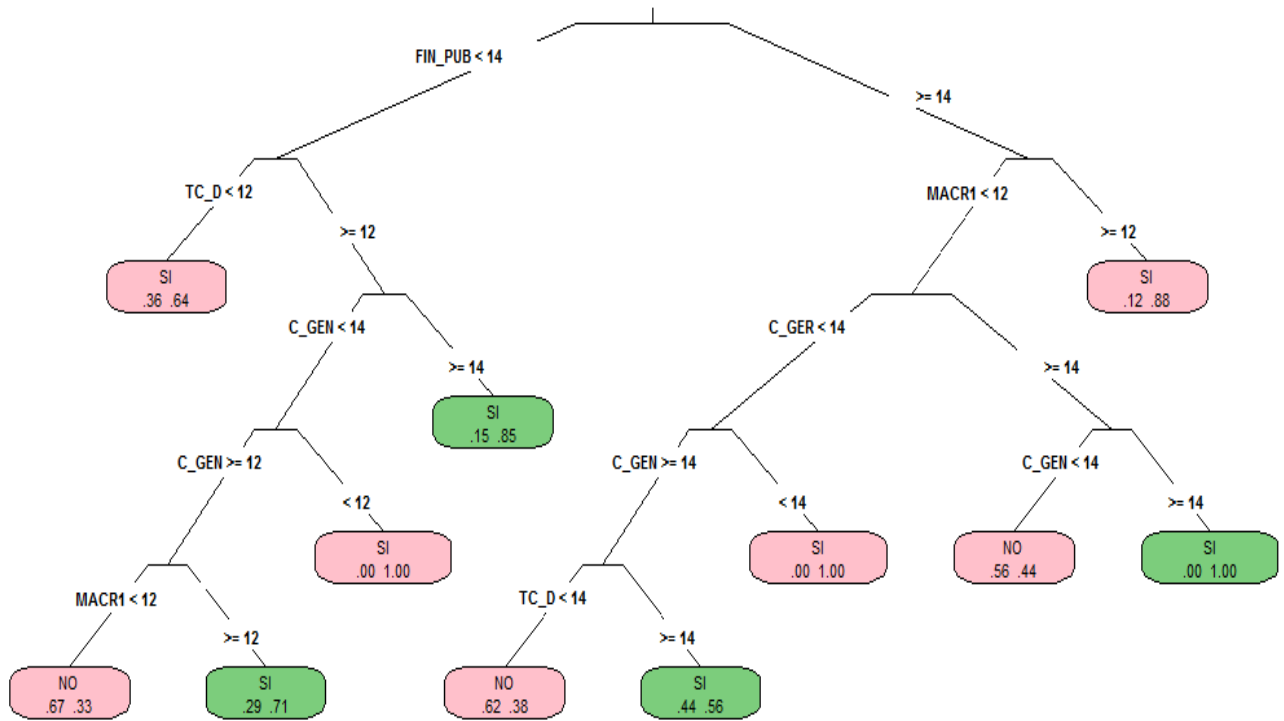 FIN_PUB < 14
>= 14
TC_D < 12
>= 12
MACR1 < 12
>= 12
SI
.36 .64
SI
.12 .88
C_GEN < 14
>= 14
C_GER < 14
>= 14
SI
.15 .85
C_GEN >= 12
< 12
C_GEN >= 14
< 14
C_GEN < 14
>= 14
SI
.00 1.00
SI
.00 1.00
NO
.56 .44
SI
.00 1.00
MACR1 < 12
>= 12
TC_D < 14
>= 14
NO
.67 .33
SI
.29 .71
NO
.62 .38
SI
.44 .56